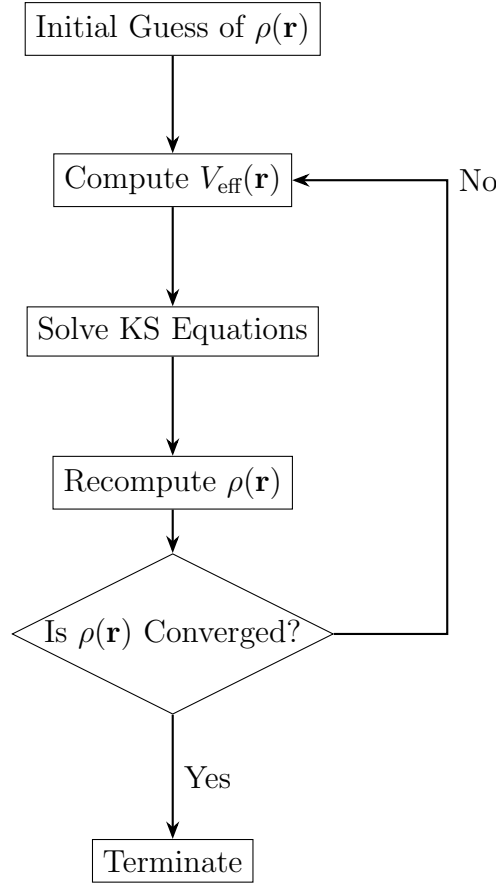 Initial Guess of ρ(𝐫)
Compute V_eff(𝐫)
No
Solve KS Equations
Recompute ρ(𝐫)
Is ρ(𝐫) Converged?
Yes
Terminate